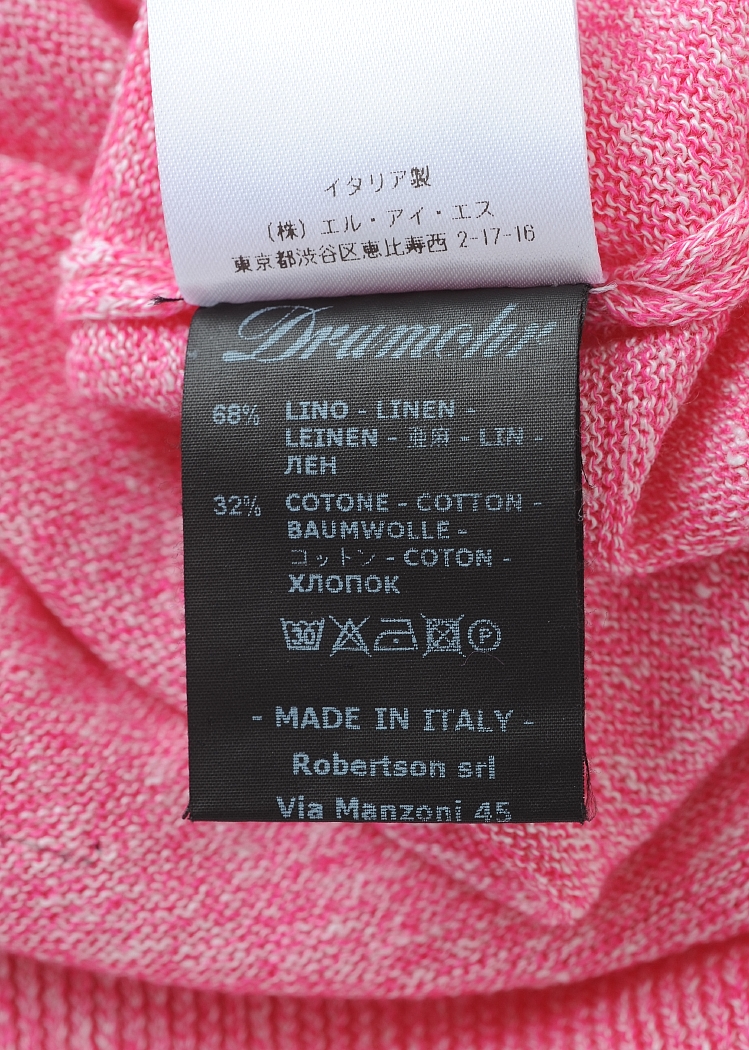 イタリア製
（株）エル・アイ・エス
東京都渋谷区恵比寿西 2-17-16
Drumohr
68% LINO - LINEN -
LEINEN - 亜麻 - LIN -
ЛЕН
32% COTONE - COTTON -
BAUMWOLLE -
コットン - COTON -
ХЛОПОК
30 P
- MADE IN ITALY -
Robertson srl
Via Manzoni 45